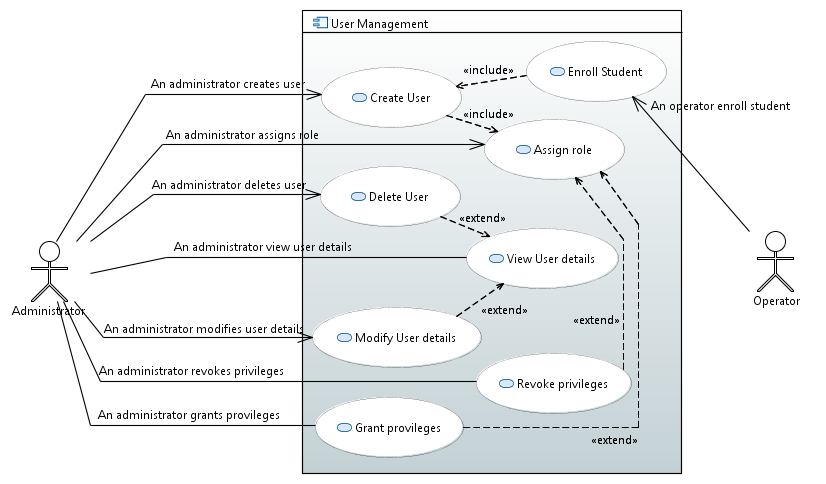 User Management
«include»
Enroll Student
An administrator creates user
Create User
An operator enroll student
«include»
An administrator assigns role
Assign role
An administrator deletes user
Delete User
«extend»
An administrator view user details
View User details
Administrator
Operator
«extend»
«extend»
An administrator modifies user details
Modify User details
An administrator revokes privileges
Revoke privileges
An administrator grants provileges
Grant provileges
«extend»